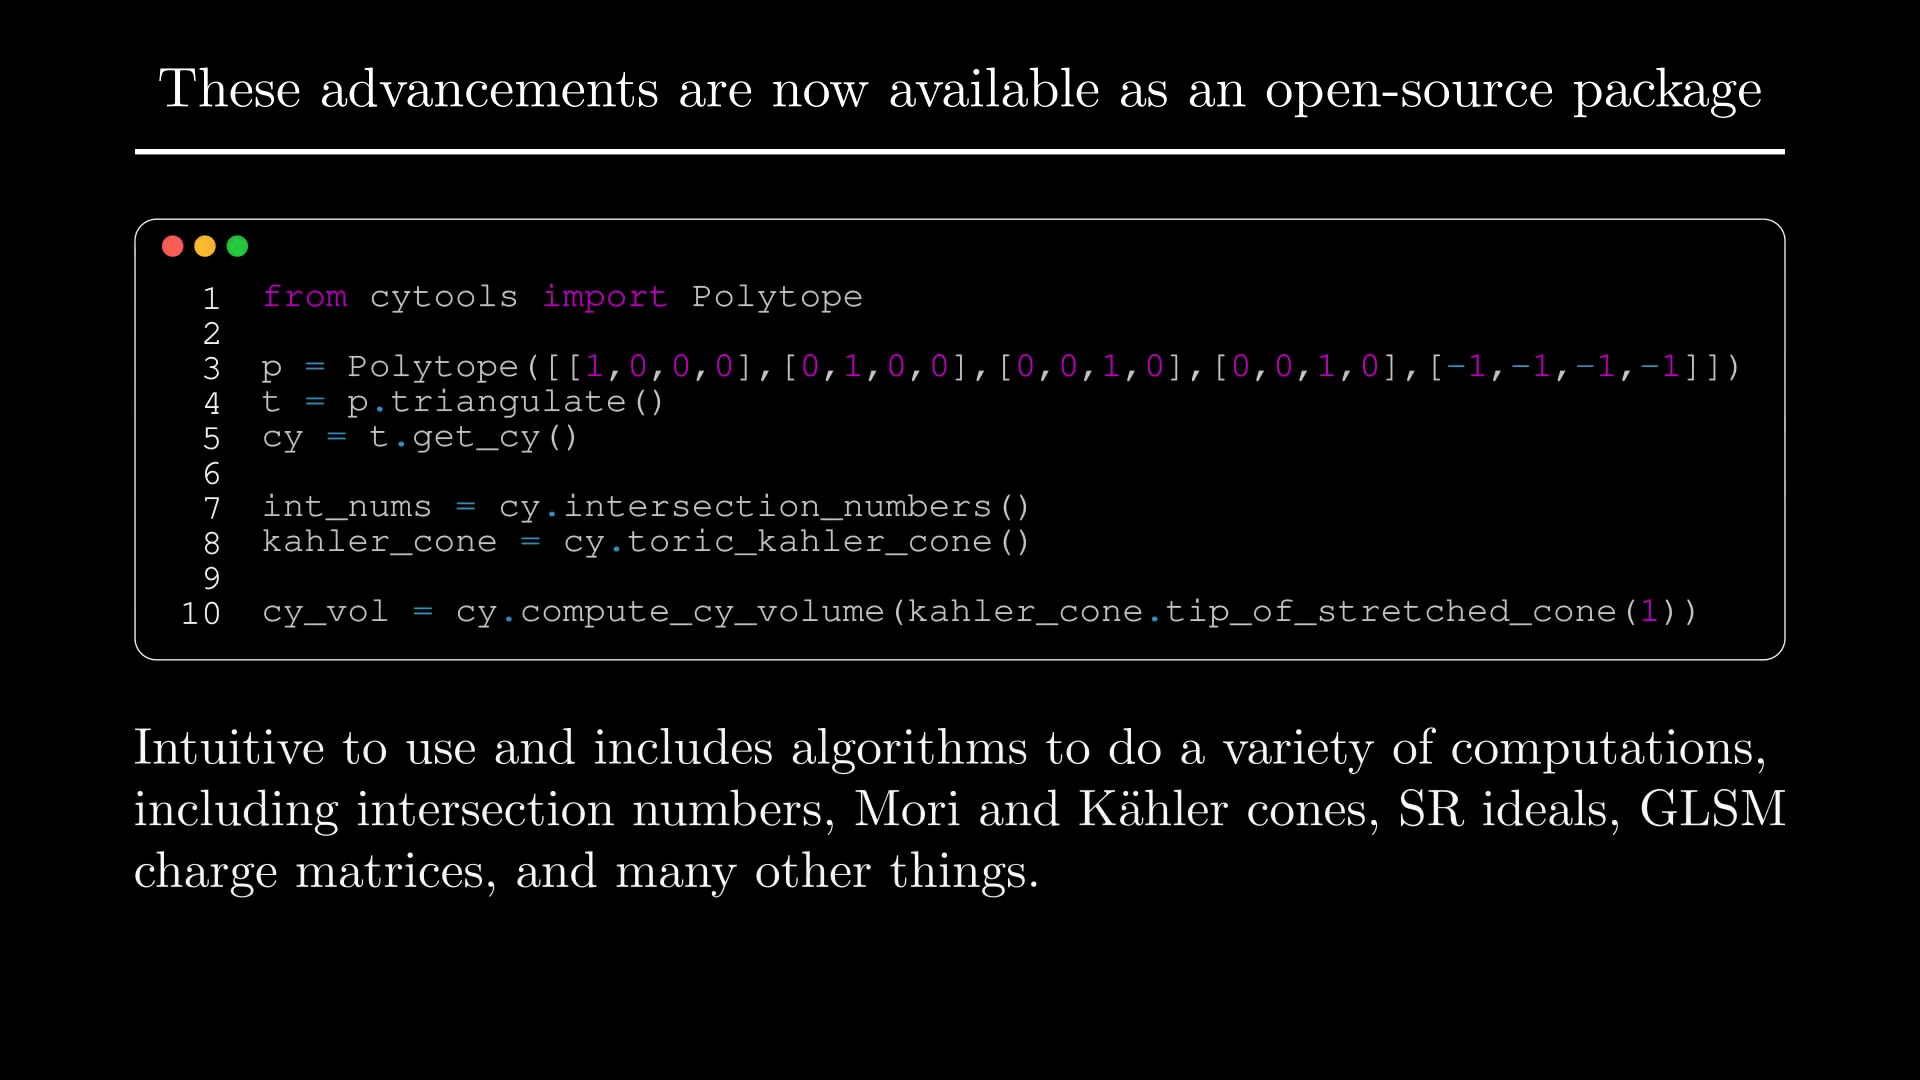 These advancements are now available as an open-source package
1 from cytools import Polytope
2
3 p = Polytope([[1,0,0,0],[0,1,0,0],[0,0,1,0],[0,0,1,0],[-1,-1,-1,-1]])
4 t = p.triangulate()
5 cy = t.get_cy()
6
7 int_nums = cy.intersection_numbers()
8 kahler_cone = cy.toric_kahler_cone()
9
10 cy_vol = cy.compute_cy_volume(kahler_cone.tip_of_stretched_cone(1))
Intuitive to use and includes algorithms to do a variety of computations,
including intersection numbers, Mori and Kähler cones, SR ideals, GLSM
charge matrices, and many other things.